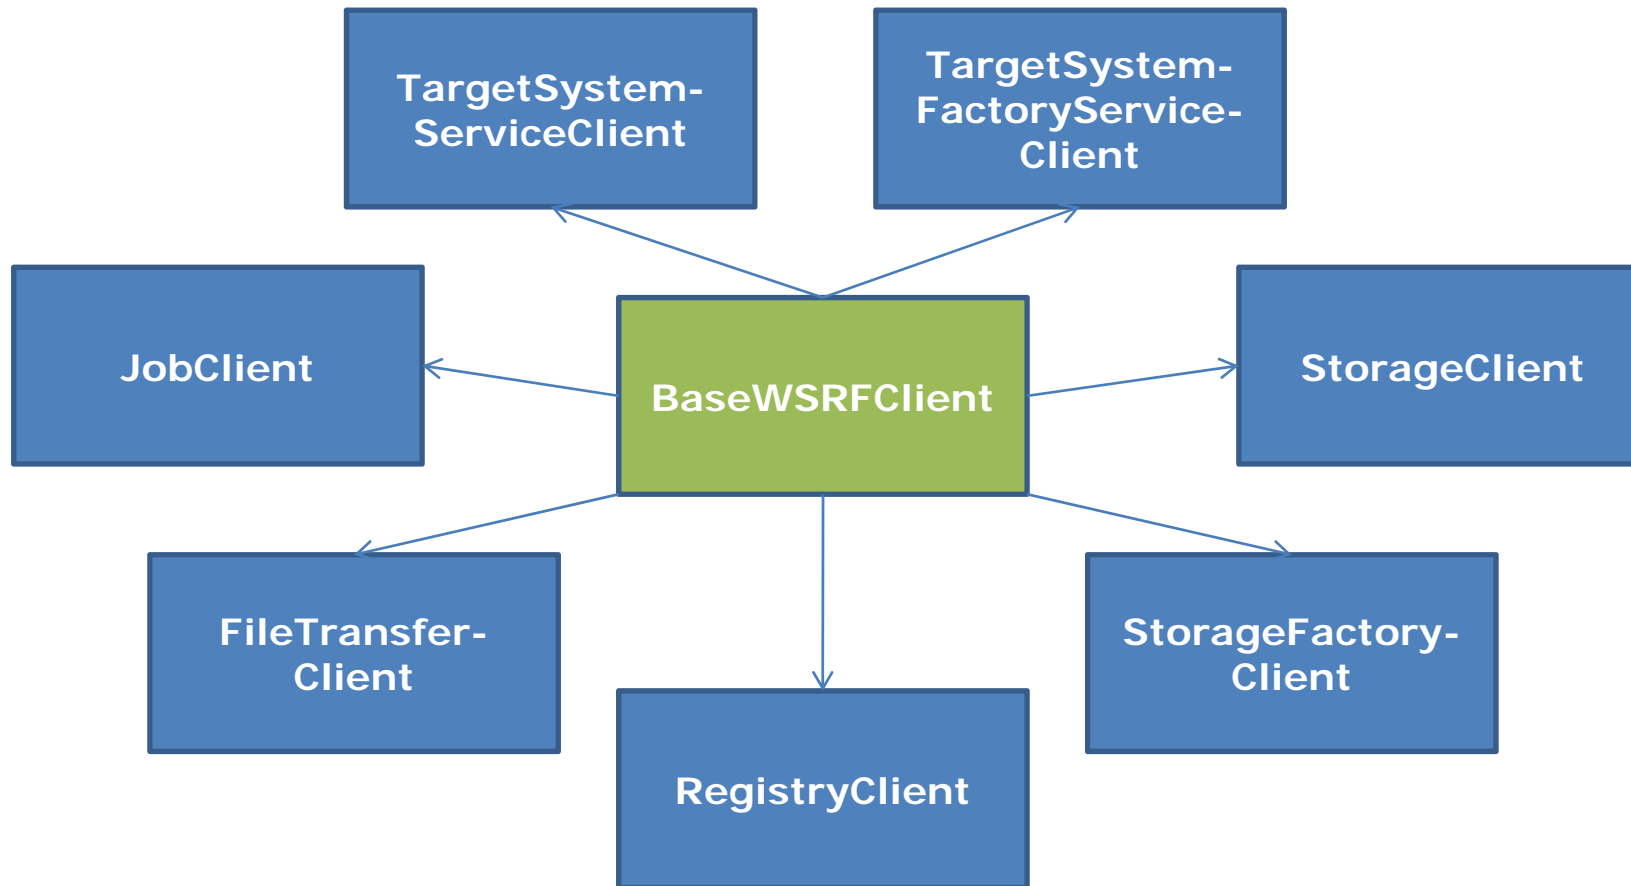 TargetSystem-
ServiceClient
TargetSystem-
FactoryService-
Client
JobClient
BaseWSRFClient
StorageClient
FileTransfer-
Client
RegistryClient
StorageFactory-
Client